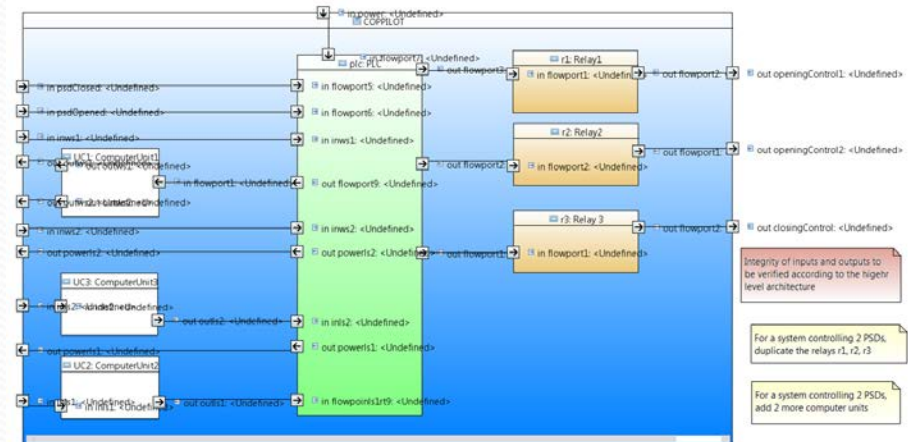 in power: <Undefined>
COPPILOT
in flowport7: <Undefined>
plc: PLC
out flowport3:
r1: Relay1
in flowport1: <Undefin
out flowport2:
out openingControl1: <Undefined>
in psdClosed: <Undefined>
in flowport5: <Undefined>
in psdOpened: <Undefined>
in flowport6: <Undefined>
in inws1: <Undefined>
in inws1: <Undefined>
r2: Relay2
out flowport2:
in flowport2: <Undefined>
out flowport1:
out openingControl2: <Undefined>
UC1: ComputerUnit1
<Undefined>
in flowport1: <Undefined>
out flowport9: <Undefined>
<Undefined>
in inws2: <Undefined>
in inws2: <Undefined>
r3: Relay 3
out flowport2:
out closingControl: <Undefined>
out powerls2: <Undefined>
out powerls2: <Undefin
out flowport1:
in flowport1: <Undefined>
Integrity of inputs and outputs to
be verified according to the higehr
level architecture
UC3: ComputerUnit3
out outls2: <Undefined>
in inls2: <Undefined>
out powerls1: <Undefined>
out powerls1: <Undefined>
For a system controlling 2 PSDs,
duplicate the relays r1, r2, r3
UC2: ComputerUnit2
in inls1: <Undefined>
out outls1: <Undefined>
in flowpoinls1rt9: <Undefined>
For a system controlling 2 PSDs,
add 2 more computer units